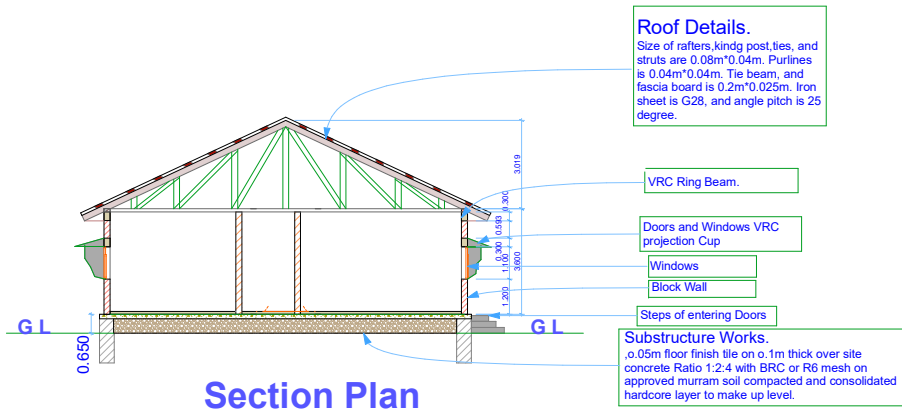 Roof Details.
Size of rafters,kindg post,ties, and
struts are 0.08m*0.04m. Purlines
is 0.04m*0.04m. Tie beam, and
fascia board is 0.2m*0.025m. Iron
sheet is G28, and angle pitch is 25
degree.
3.019
VRC Ring Beam.
0.300
0.593
Doors and Windows VRC
projection Cup
0.300
1.100
3.600
Windows
Block Wall
1.200
Steps of entering Doors
G L
G L
0.650
Substructure Works.
,o.05m floor finish tile on o.1m thick over site
concrete Ratio 1:2:4 with BRC or R6 mesh on
approved murram soil compacted and consolidated
hardcore layer to make up level.
Section Plan